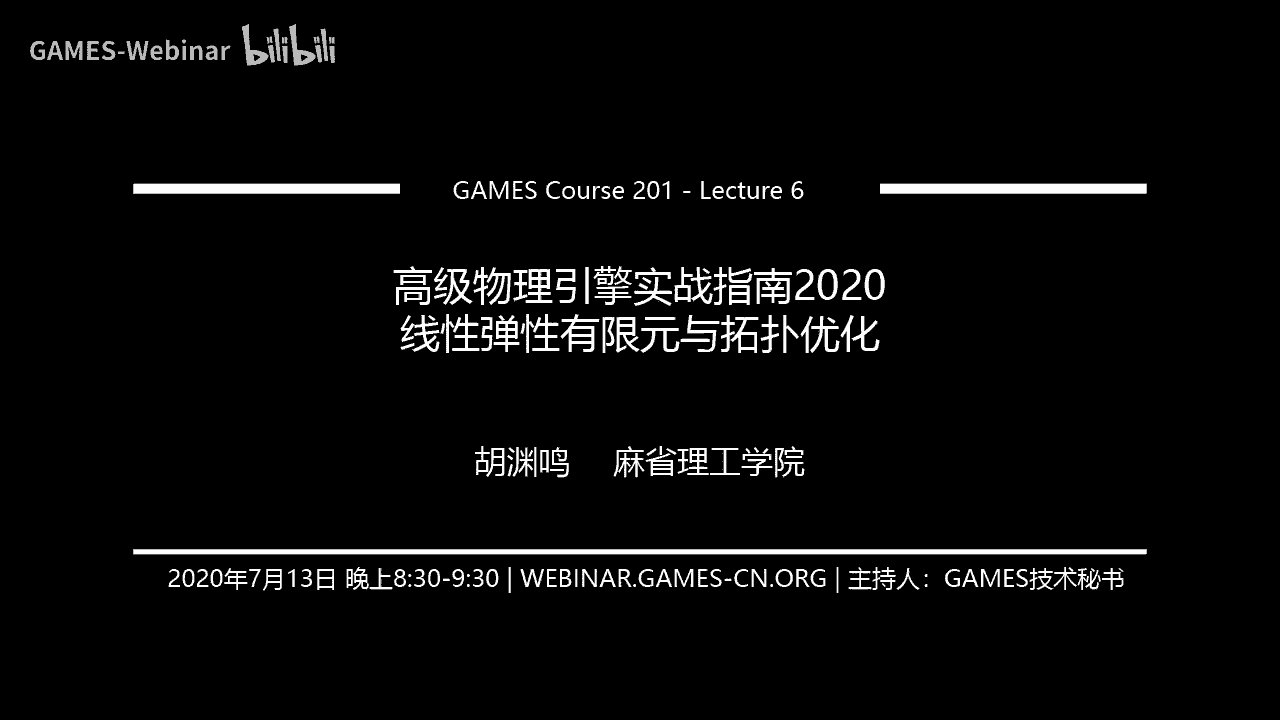 GAMES-Webinar bilibili
GAMES Course 201 - Lecture 6
高级物理引擎实战指南2020
线性弹性有限元与拓扑优化
胡渊鸣 麻省理工学院
2020年7月13日 晚上8:30-9:30 | WEBINAR.GAMES-CN.ORG | 主持人：GAMES技术秘书